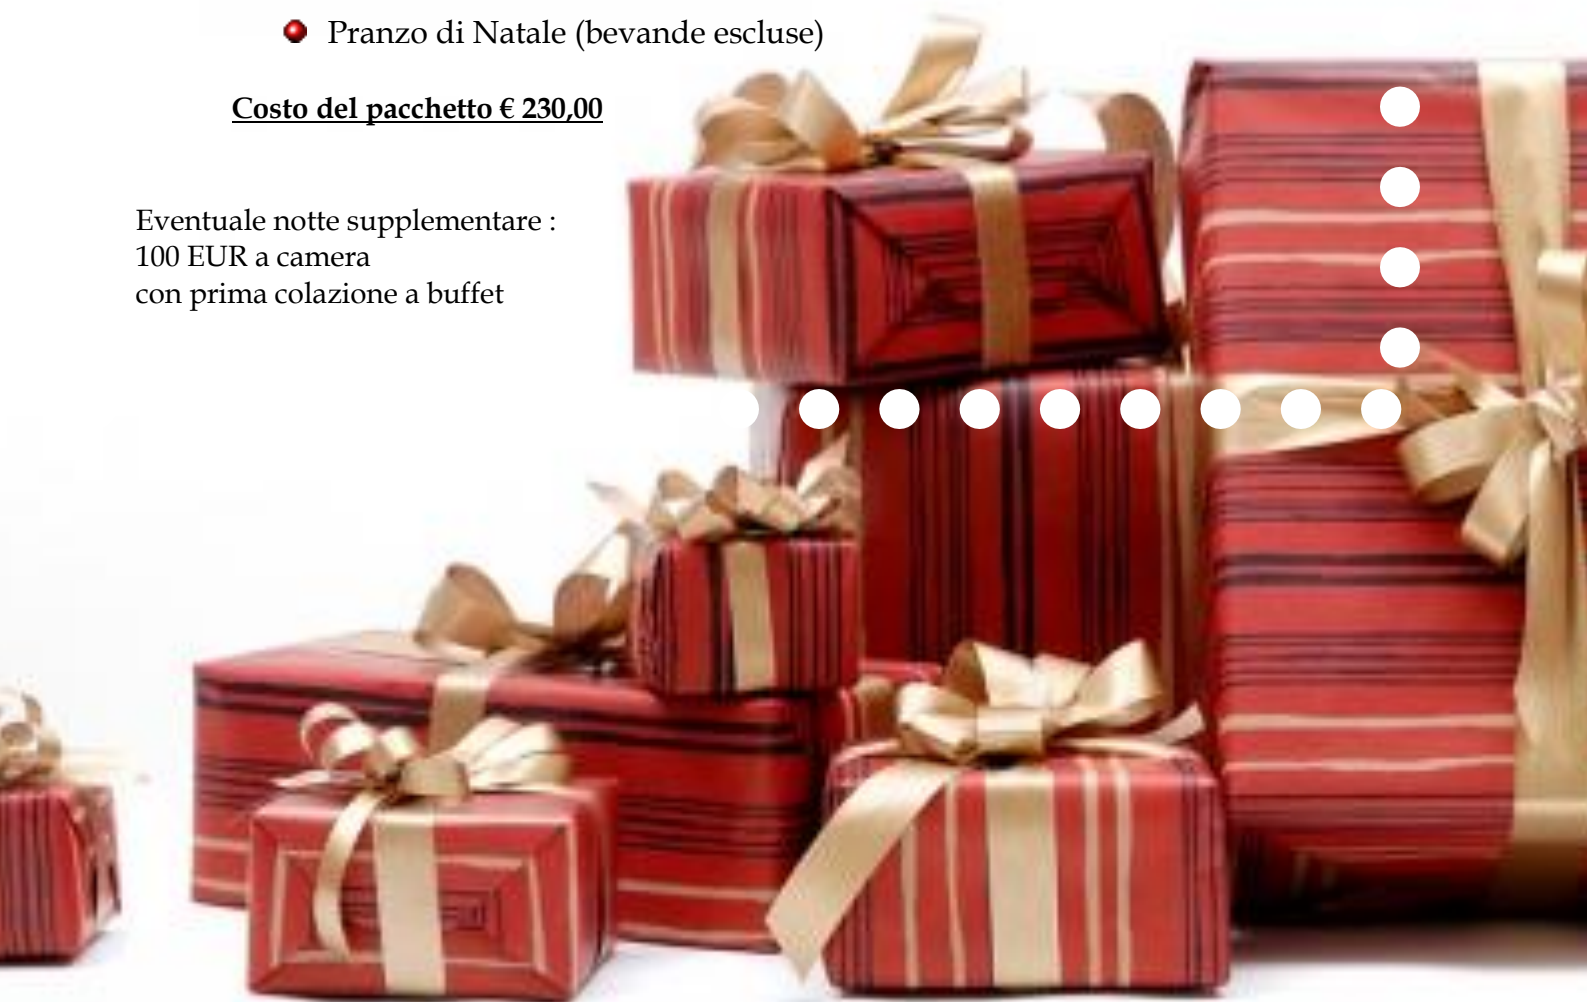 Pranzo di Natale (bevande escluse)
Costo del pacchetto € 230,00
Eventuale notte supplementare :
100 EUR a camera
con prima colazione a buffet